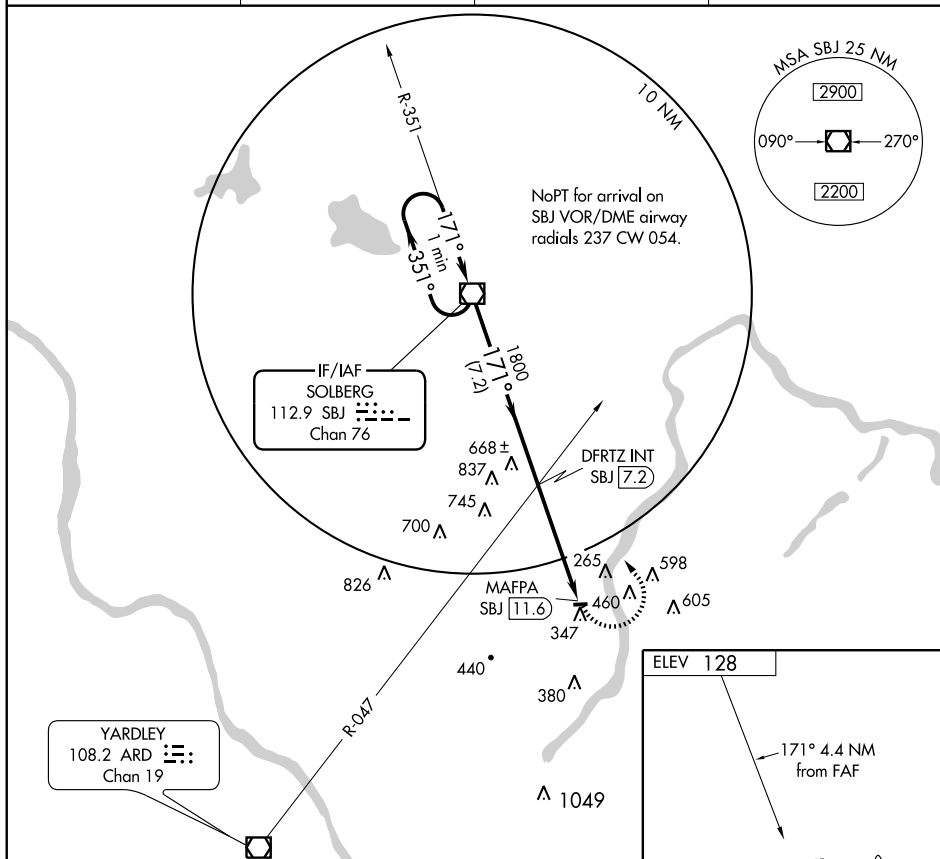 MSA SBJ 25 NM
2900
090°
270°
2200
10 NM
R-351
NoPT for arrival on
SBJ VOR/DME airway
radials 237 CW 054.
171°
1 min
351°
IF/IAF
SOLBERG
112.9 SBJ
Chan 76
1800
171°
(7.2)
668±
837
745
700
826
DFRTZ INT
SBJ 7.2
265
598
MAFPA
SBJ 11.6
460
605
347
440
380
R-047
ELEV 128
171° 4.4 NM
from FAF
YARDLEY
108.2 ARD
Chan 19
1049